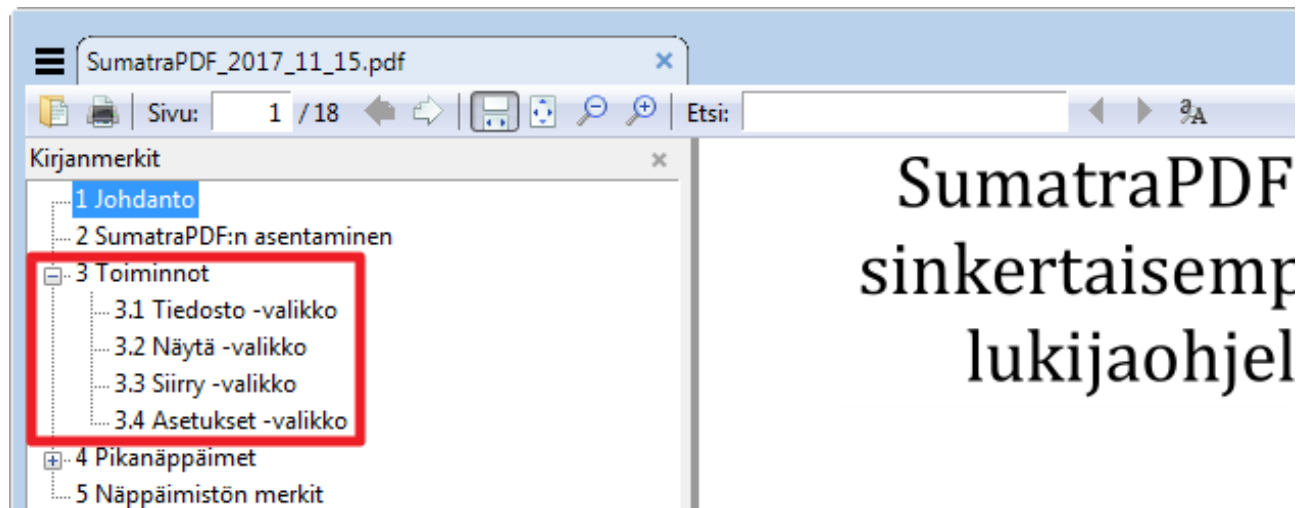 SumatraPDF_2017_11_15.pdf
Sivu: 1 / 18 Etsi:
Kirjanmerkit
1 Johdanto
2 SumatraPDF:n asentaminen
3 Toiminnot
3.1 Tiedosto -valikko
3.2 Näytä -valikko
3.3 Siirry -valikko
3.4 Asetukset -valikko
4 Pikanäppäimet
5 Näppäimistön merkit
SumatraPDF
sinkertaisemp
lukijaohjel